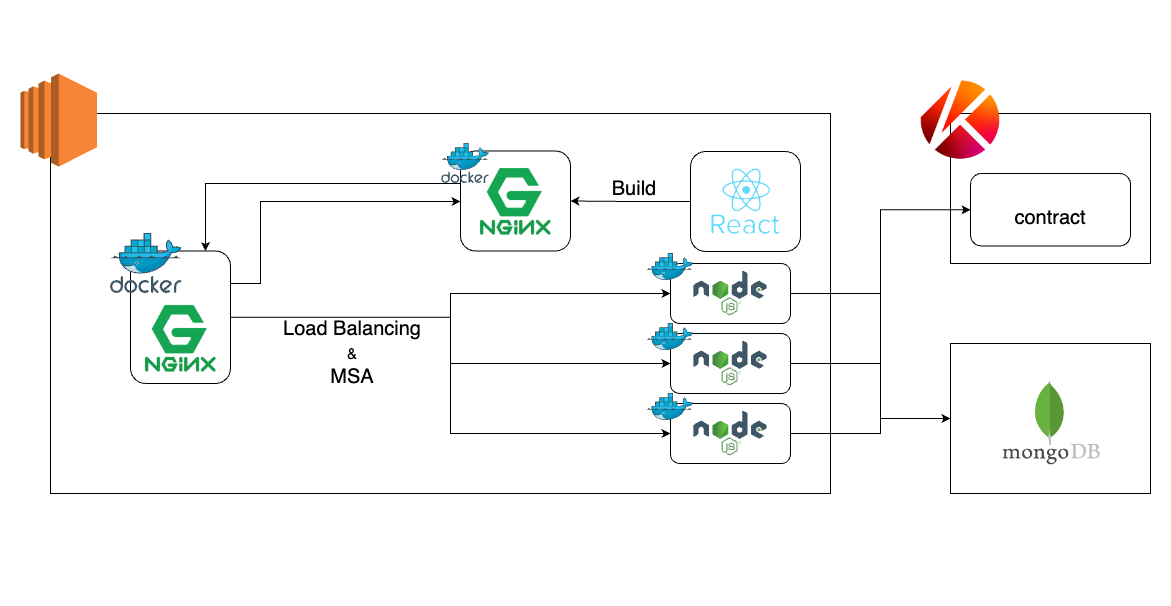 docker
NGINX
Build
React
docker
NGINX
Load Balancing
&
MSA
node
JS
node
JS
node
JS
contract
mongoDB